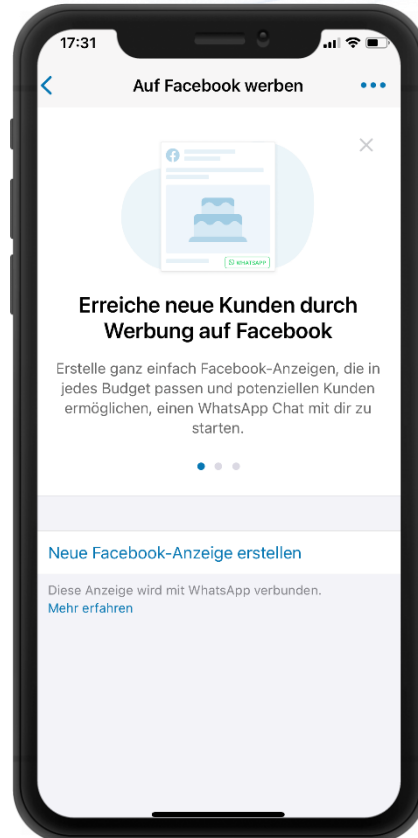 17:31
Auf Facebook werben
WHATSAPP
Erreiche neue Kunden durch
Werbung auf Facebook
Erstelle ganz einfach Facebook-Anzeigen, die in
jedes Budget passen und potenziellen Kunden
ermöglichen, einen WhatsApp Chat mit dir zu
starten.
Neue Facebook-Anzeige erstellen
Diese Anzeige wird mit WhatsApp verbunden.
Mehr erfahren